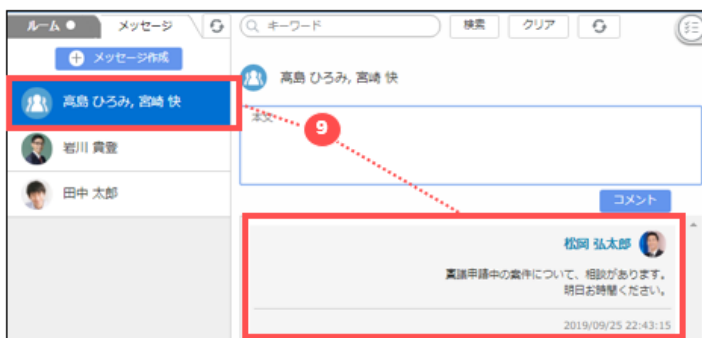 ルーム
メッセージ
キーワード
検索
クリア
メッセージ作成
高島 ひろみ, 宮崎 快
岩川 貴登
田中 太郎
高島 ひろみ, 宮崎 快
本文
9
コメント
松岡 弘太郎
稟議申請中の案件について、相談があります。
明日お時間ください。
2019/09/25 22:43:15